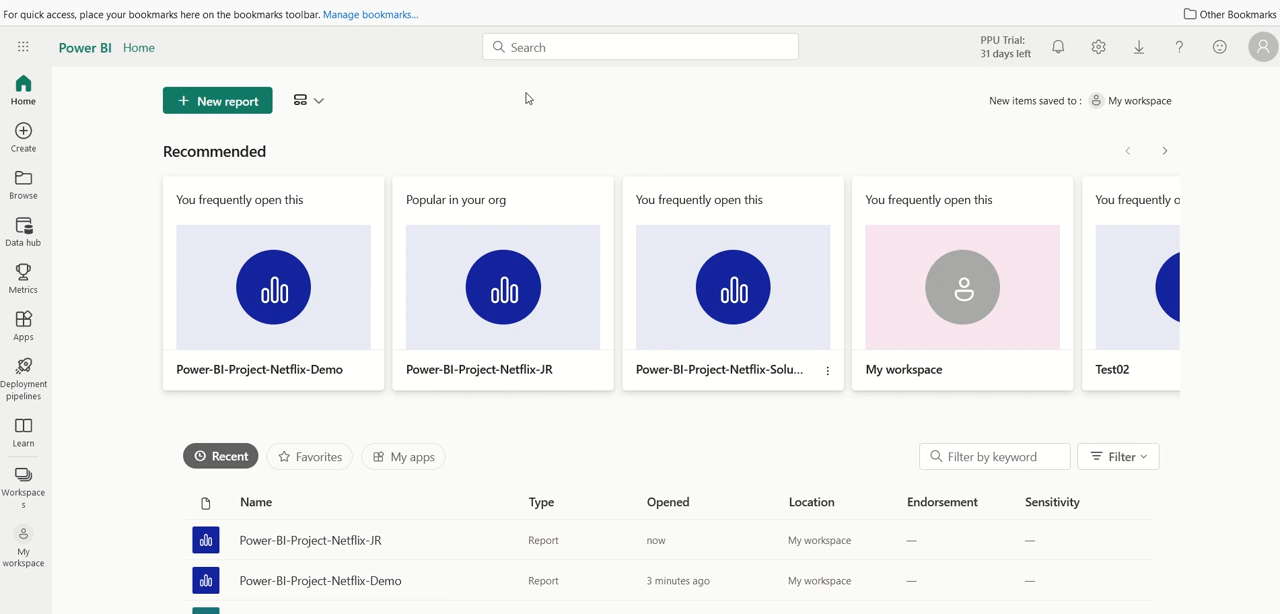 For quick access, place your bookmarks here on the bookmarks toolbar. Manage bookmarks...
Other Bookmarks
Power BI Home
Search
PPU Trial:
31 days left
Home
Create
Browse
Data hub
Metrics
Apps
Deployment
pipelines
Learn
Workspace
s
My
workspace
New report
New items saved to : My workspace
Recommended
You frequently open this
Power-BI-Project-Netflix-Demo
Popular in your org
Power-BI-Project-Netflix-JR
You frequently open this
Power-BI-Project-Netflix-Solu...
You frequently open this
My workspace
You frequently o
Test02
Recent Favorites My apps
Filter by keyword Filter
Name Type Opened Location Endorsement Sensitivity
Power-BI-Project-Netflix-JR Report now My workspace — —
Power-BI-Project-Netflix-Demo Report 3 minutes ago My workspace — —